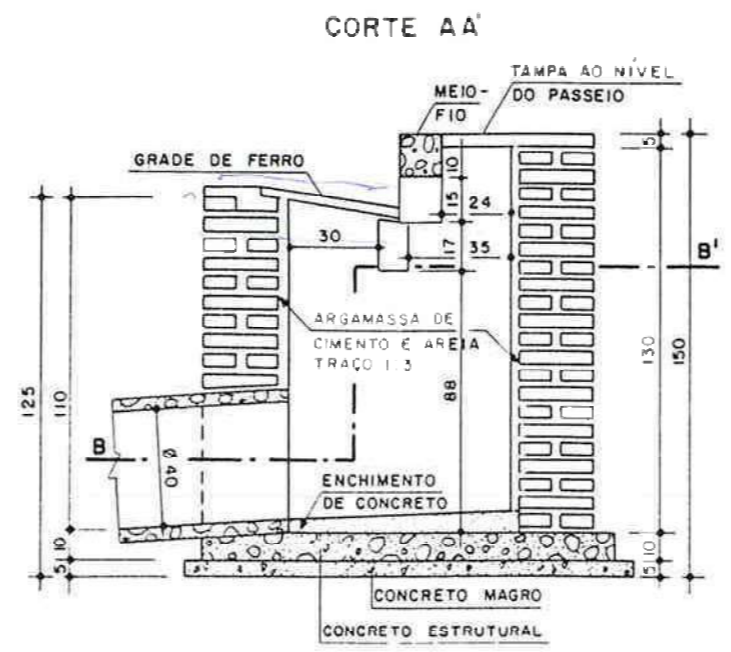 CORTE AA'
TAMPA AO NÍVEL
DO PASSEIO
MEIO-
FIO
GRADE DE FERRO
5
10
15
24
30
17
35
B'
ARGAMASSA DE
CIMENTO E AREIA
TRAÇO 1:3
125
110
130
150
88
B
Ø 40
ENCHIMENTO
DE CONCRETO
10
5
10
5
CONCRETO MAGRO
CONCRETO ESTRUTURAL